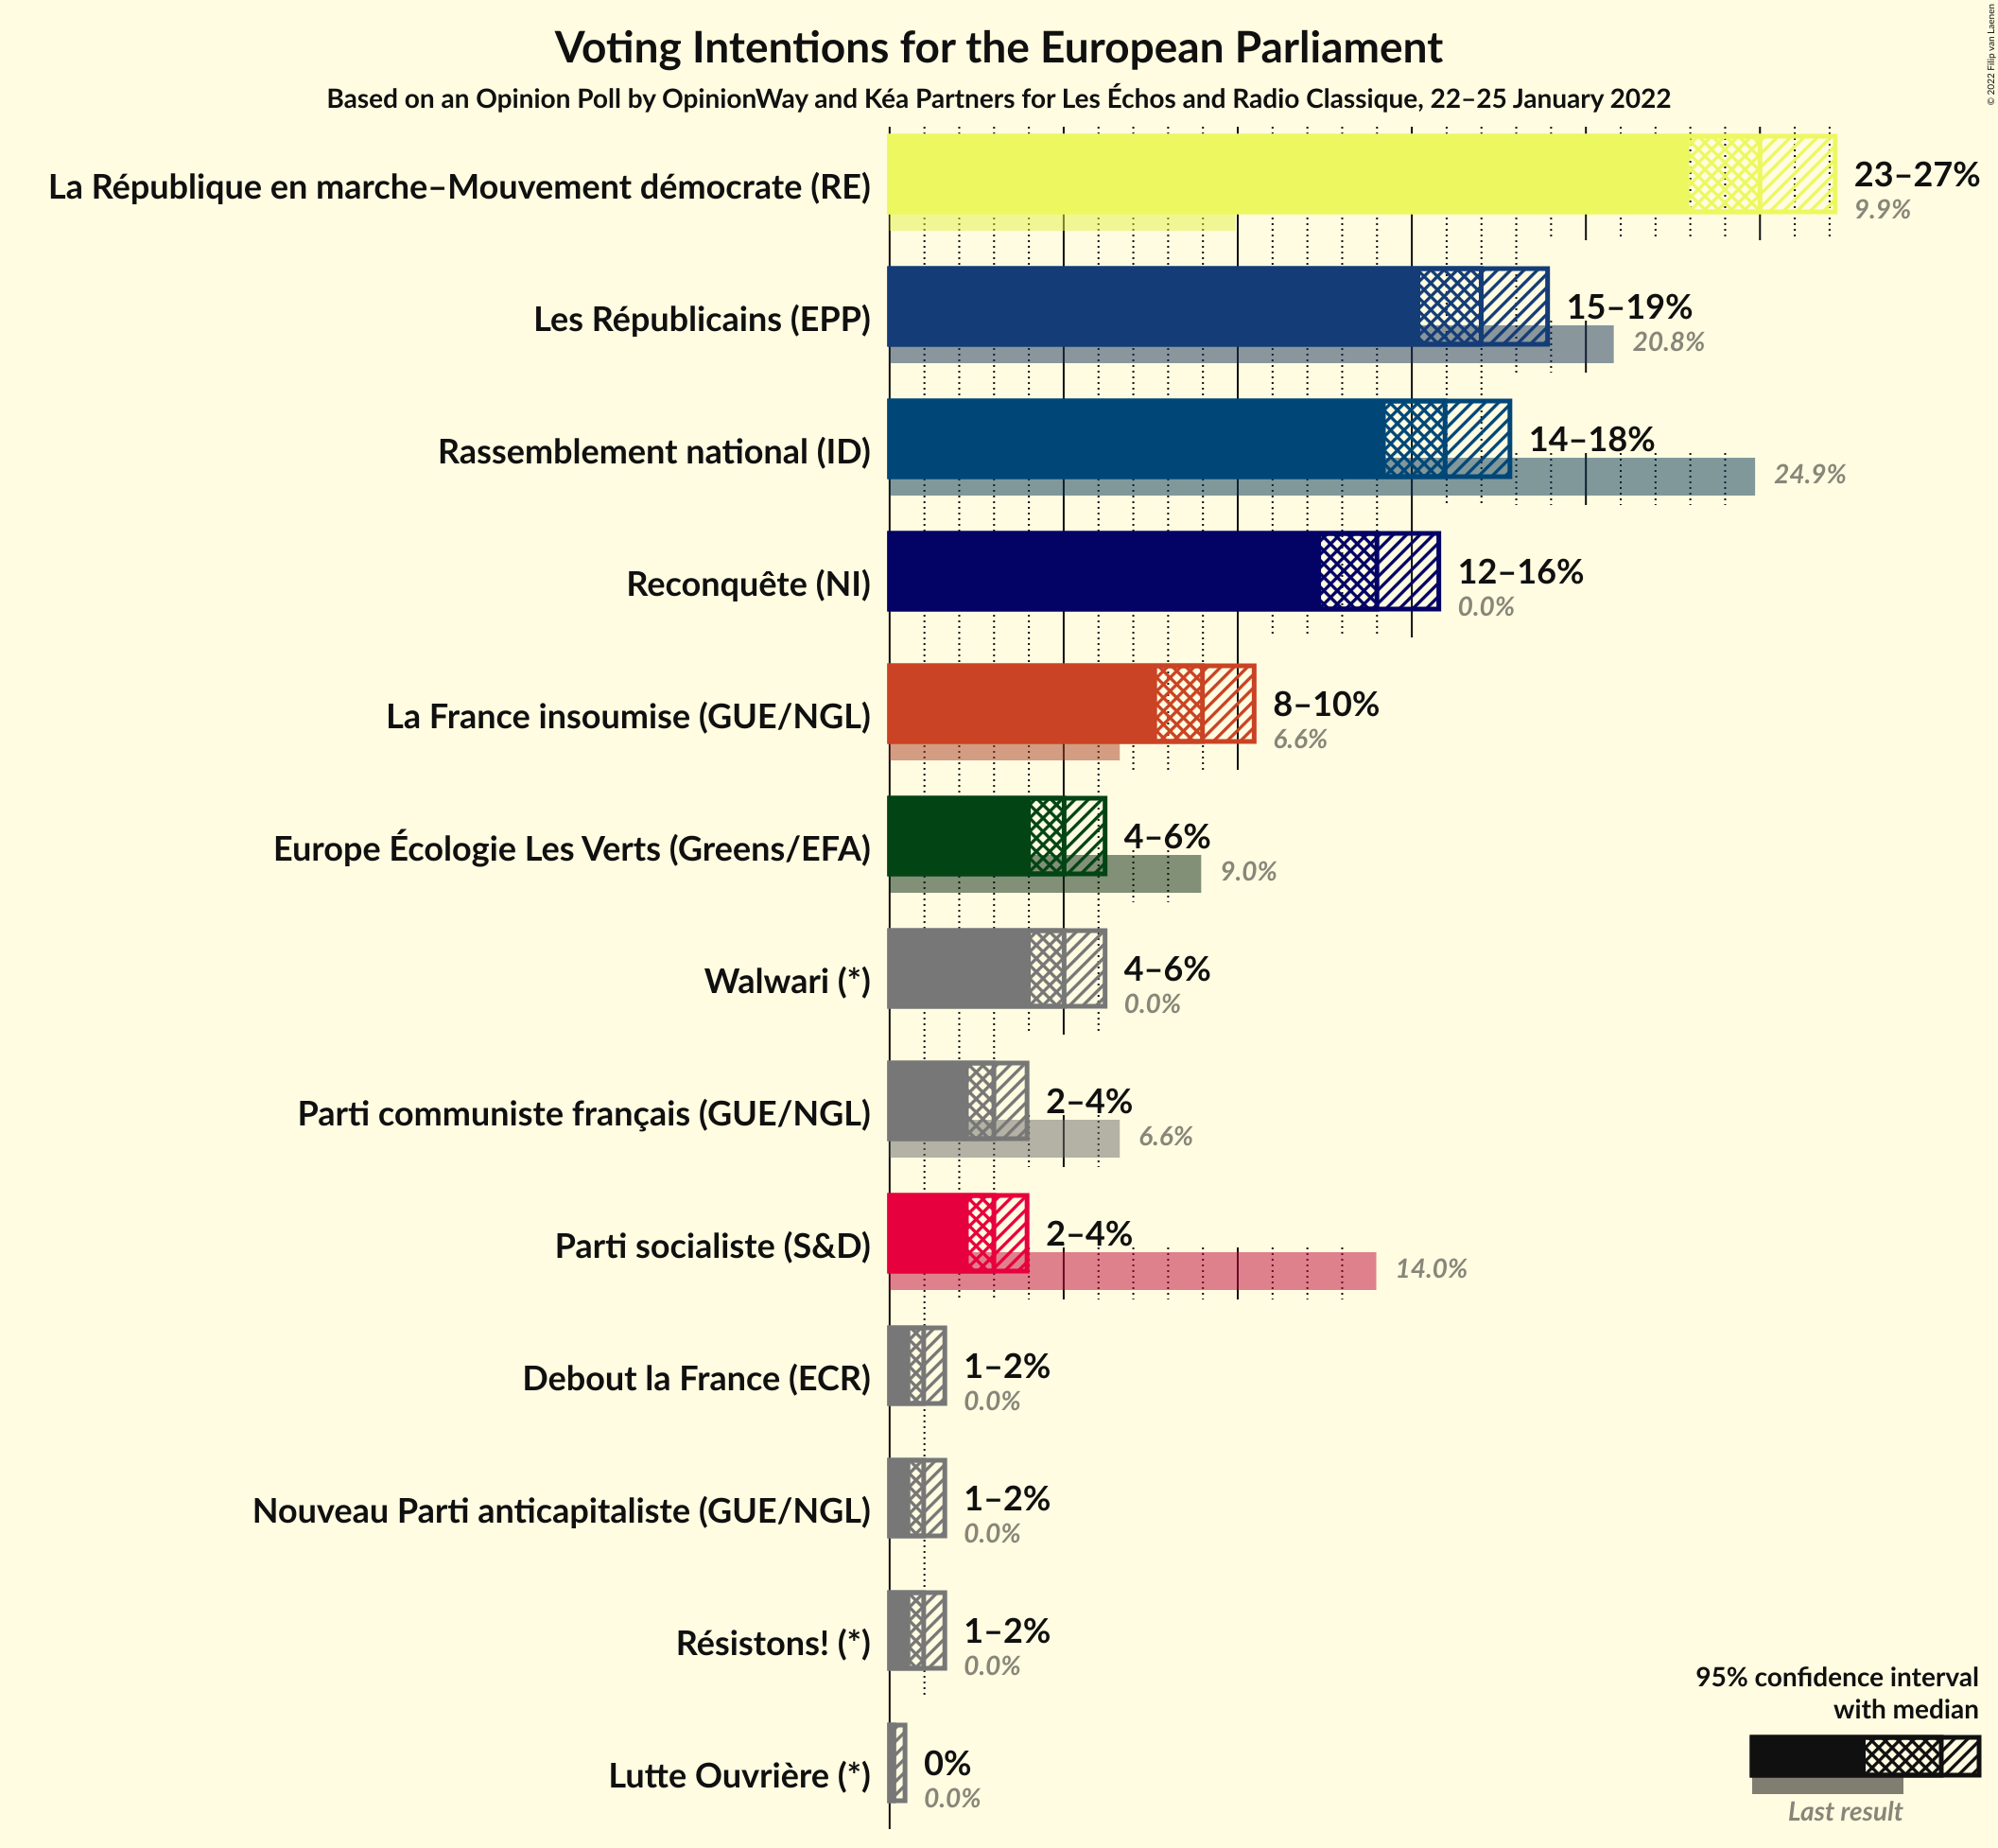 Voting Intentions for the European Parliament
Based on an Opinion Poll by OpinionWay and Kéa Partners for Les Échos and Radio Classique, 22–25 January 2022
© 2022 Filip van Laenen
La République en marche–Mouvement démocrate (RE)
23–27%
9.9%
Les Républicains (EPP)
15–19%
20.8%
Rassemblement national (ID)
14–18%
24.9%
Reconquête (NI)
12–16%
0.0%
La France insoumise (GUE/NGL)
8–10%
6.6%
Europe Écologie Les Verts (Greens/EFA)
4–6%
9.0%
Walwari (*)
4–6%
0.0%
Parti communiste français (GUE/NGL)
2–4%
6.6%
Parti socialiste (S&D)
2–4%
14.0%
Debout la France (ECR)
1–2%
0.0%
Nouveau Parti anticapitaliste (GUE/NGL)
1–2%
0.0%
Résistons! (*)
1–2%
0.0%
Lutte Ouvrière (*)
0%
0.0%
95% confidence interval
with median
Last result